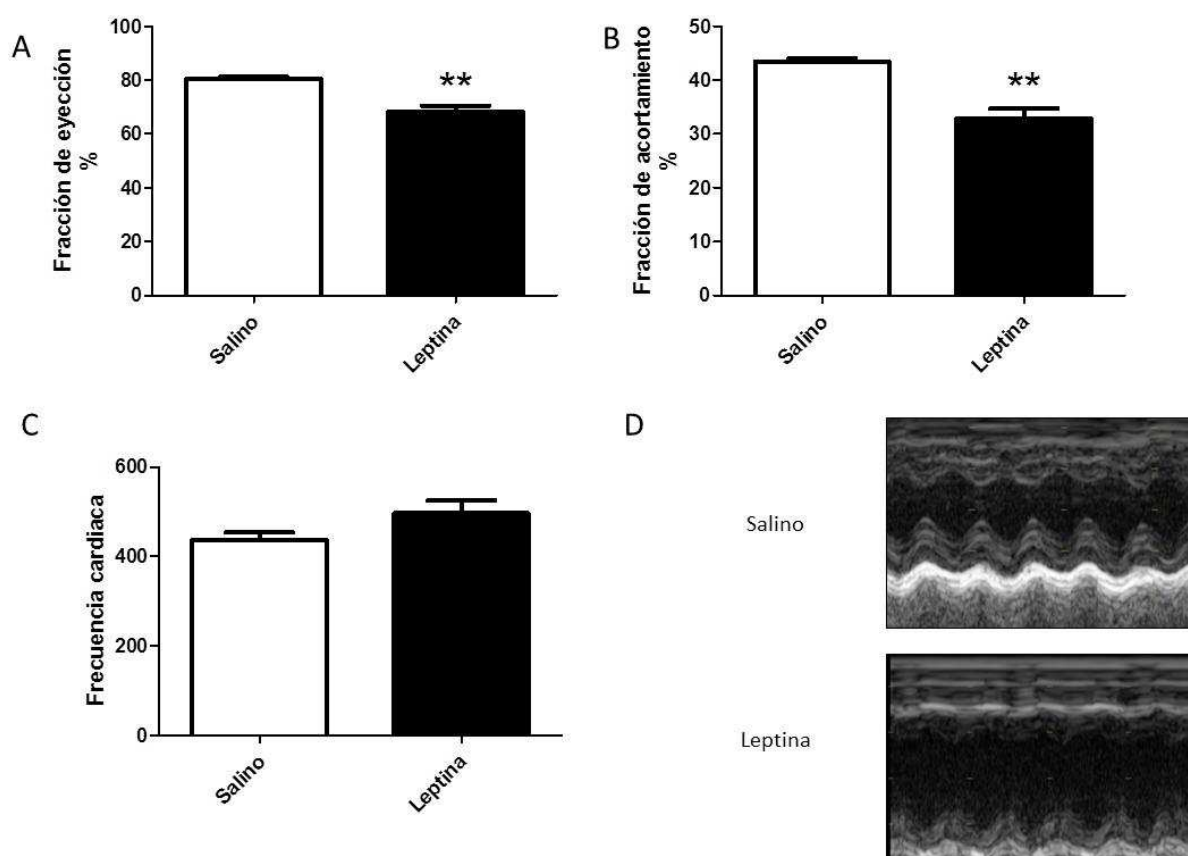 A
Fracción de eyección
%
100
80
60
40
20
0
**
Salino
Leptina
B
Fracción de acortamiento
%
50
40
30
20
10
0
**
Salino
Leptina
C
Frecuencia cardiaca
600
400
200
0
Salino
Leptina
D
Salino
Leptina